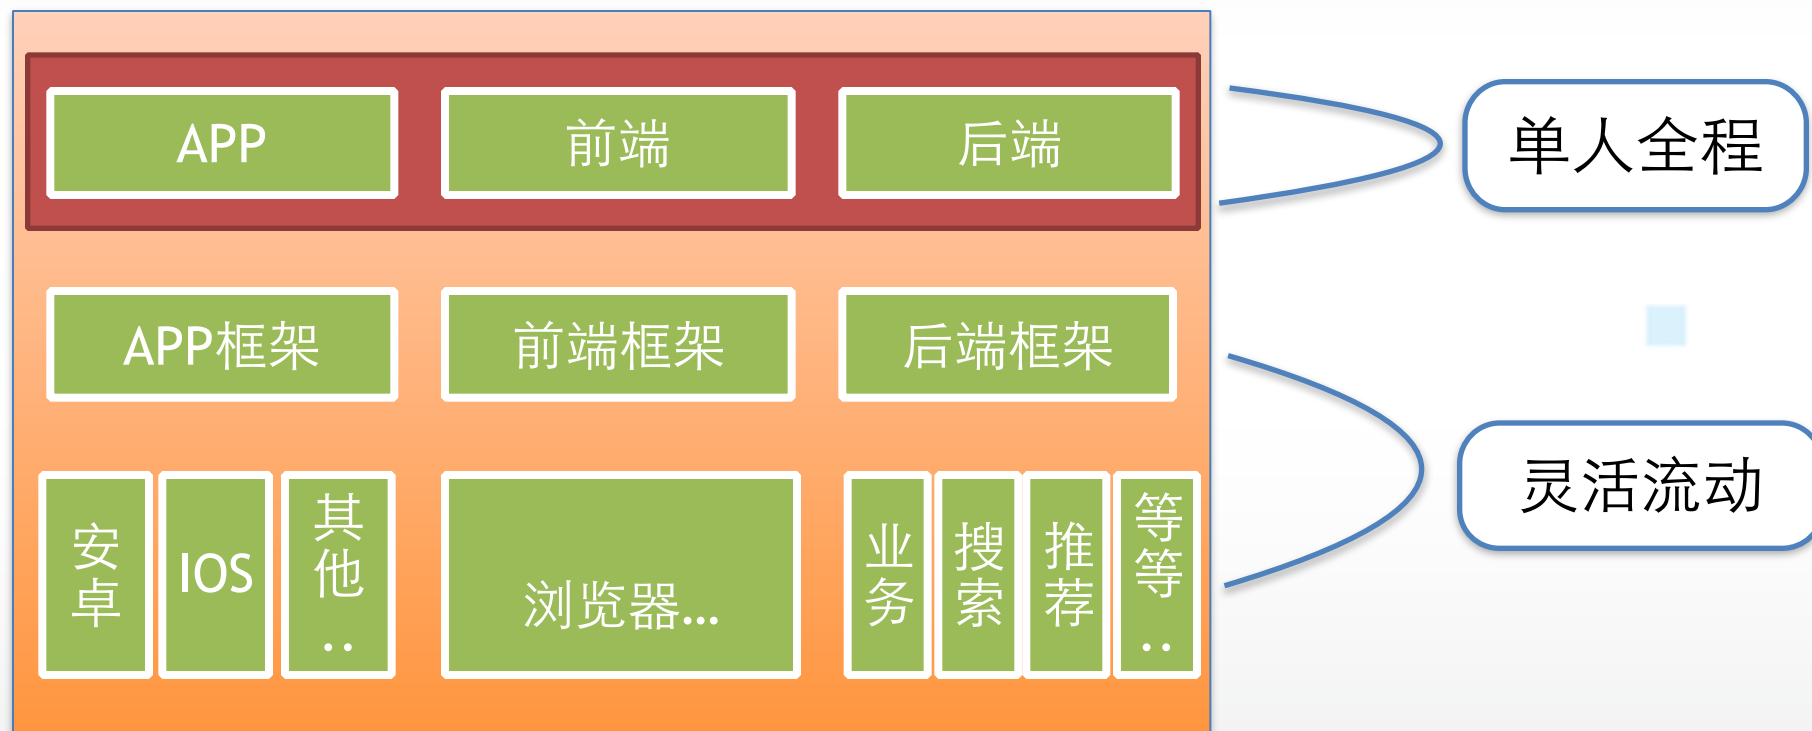 APP
前端
后端
单人全程
APP框架
前端框架
后端框架
安
卓
IOS
其
他
..
浏览器...
业
务
搜
索
推
荐
等
等
..
灵活流动